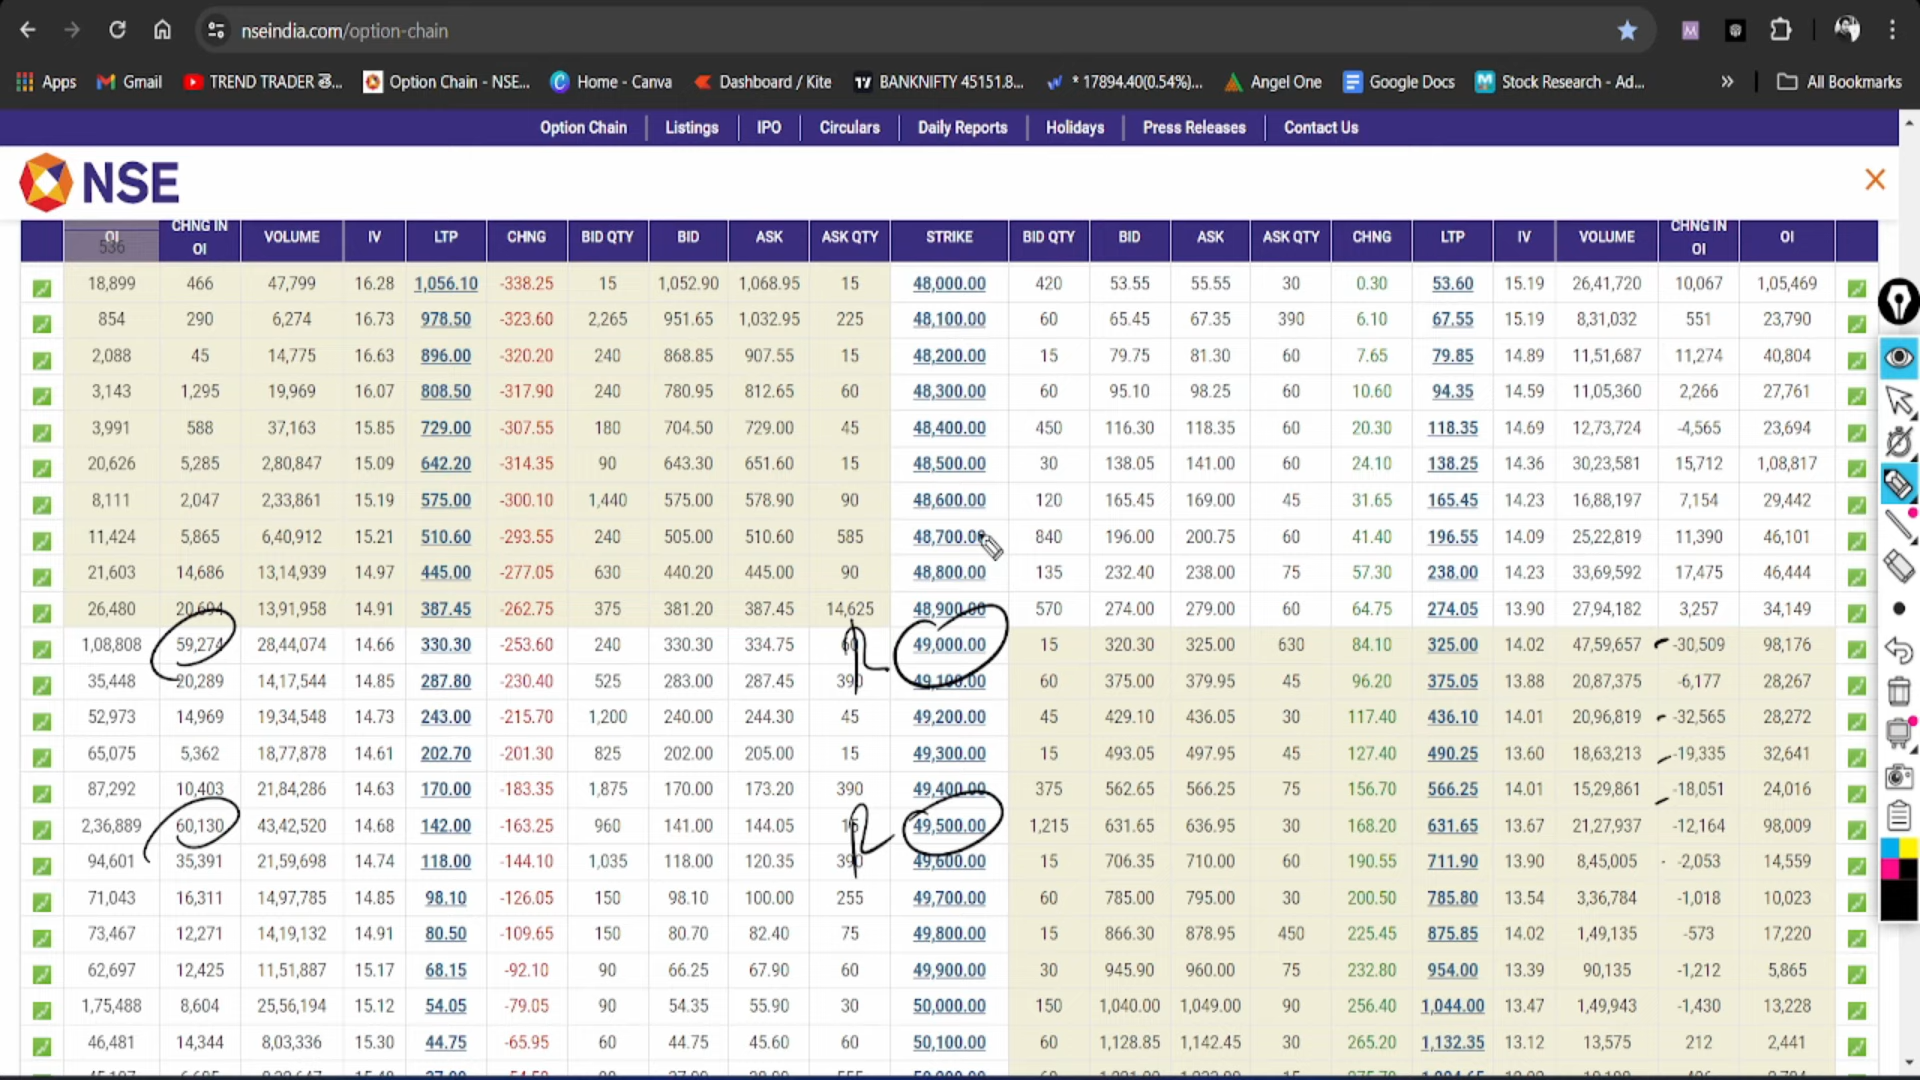 nseindia.com/option-chain
Apps Gmail TREND TRADER తె... Option Chain - NSE... Home - Canva Dashboard / Kite BANKNIFTY 45151.8... * 17894.40(0.54%)... Angel One Google Docs Stock Research - Ad... » All Bookmarks
Option Chain Listings IPO Circulars Daily Reports Holidays Press Releases Contact Us
NSE
OI CHNG IN OI VOLUME IV LTP CHNG BID QTY BID ASK ASK QTY STRIKE BID QTY BID ASK ASK QTY CHNG LTP IV VOLUME CHNG IN OI OI
536
18,899 466 47,799 16.28 1,056.10 -338.25 15 1,052.90 1,068.95 15 48,000.00 420 53.55 55.55 30 0.30 53.60 15.19 26,41,720 10,067 1,05,469
854 290 6,274 16.73 978.50 -323.60 2,265 951.65 1,032.95 225 48,100.00 60 65.45 67.35 390 6.10 67.55 15.19 8,31,032 551 23,790
2,088 45 14,775 16.63 896.00 -320.20 240 868.85 907.55 15 48,200.00 15 79.75 81.30 60 7.65 79.85 14.89 11,51,687 11,274 40,804
3,143 1,295 19,969 16.07 808.50 -317.90 240 780.95 812.65 60 48,300.00 60 95.10 98.25 60 10.60 94.35 14.59 11,05,360 2,266 27,761
3,991 588 37,163 15.85 729.00 -307.55 180 704.50 729.00 45 48,400.00 450 116.30 118.35 60 20.30 118.35 14.69 12,73,724 -4,565 23,694
20,626 5,285 2,80,847 15.09 642.20 -314.35 90 643.30 651.60 15 48,500.00 30 138.05 141.00 60 24.10 138.25 14.36 30,23,581 15,712 1,08,817
8,111 2,047 2,33,861 15.19 575.00 -300.10 1,440 575.00 578.90 90 48,600.00 120 165.45 169.00 45 31.65 165.45 14.23 16,88,197 7,154 29,442
11,424 5,865 6,40,912 15.21 510.60 -293.55 240 505.00 510.60 585 48,700.00 840 196.00 200.75 60 41.40 196.55 14.09 25,22,819 11,390 46,101
21,603 14,686 13,14,939 14.97 445.00 -277.05 630 440.20 445.00 90 48,800.00 135 232.40 238.00 75 57.30 238.00 14.23 33,69,592 17,475 46,444
26,480 20,694 13,91,958 14.91 387.45 -262.75 375 381.20 387.45 14,625 48,900.00 570 274.00 279.00 60 64.75 274.05 13.90 27,94,182 3,257 34,149
1,08,808 59,274 28,44,074 14.66 330.30 -253.60 240 330.30 334.75 60 R 49,000.00 15 320.30 325.00 630 84.10 325.00 14.02 47,59,657 -30,509 98,176
35,448 20,289 14,17,544 14.85 287.80 -230.40 525 283.00 287.45 390 49,100.00 60 375.00 379.95 45 96.20 375.05 13.88 20,87,375 -6,177 28,267
52,973 14,969 19,34,548 14.73 243.00 -215.70 1,200 240.00 244.30 45 49,200.00 45 429.10 436.05 30 117.40 436.10 14.01 20,96,819 -32,565 28,272
65,075 5,362 18,77,878 14.61 202.70 -201.30 825 202.00 205.00 15 49,300.00 15 493.05 497.95 45 127.40 490.25 13.60 18,63,213 -19,335 32,641
87,292 10,403 21,84,286 14.63 170.00 -183.35 1,875 170.00 173.20 390 49,400.00 375 562.65 566.25 75 156.70 566.25 14.01 15,29,861 -18,051 24,016
2,36,889 60,130 43,42,520 14.68 142.00 -163.25 960 141.00 144.05 15 R 49,500.00 1,215 631.65 636.95 30 168.20 631.65 13.67 21,27,937 -12,164 98,009
94,601 35,391 21,59,698 14.74 118.00 -144.10 1,035 118.00 120.35 390 49,600.00 15 706.35 710.00 60 190.55 711.90 13.90 8,45,005 -2,053 14,559
71,043 16,311 14,97,785 14.85 98.10 -126.05 150 98.10 100.00 255 49,700.00 60 785.00 795.00 30 200.50 785.80 13.54 3,36,784 -1,018 10,023
73,467 12,271 14,19,132 14.91 80.50 -109.65 150 80.70 82.40 75 49,800.00 15 866.30 878.95 450 225.45 875.85 14.02 1,49,135 -573 17,220
62,697 12,425 11,51,887 15.17 68.15 -92.10 90 66.25 67.90 60 49,900.00 30 945.90 960.00 75 232.80 954.00 13.39 90,135 -1,212 5,865
1,75,488 8,604 25,56,194 15.12 54.05 -79.05 90 54.35 55.90 30 50,000.00 150 1,040.00 1,049.00 90 256.40 1,044.00 13.47 1,49,943 -1,430 13,228
46,481 14,344 8,03,336 15.30 44.75 -65.95 60 44.75 45.60 60 50,100.00 60 1,128.85 1,142.45 30 265.20 1,132.35 13.12 13,575 212 2,441